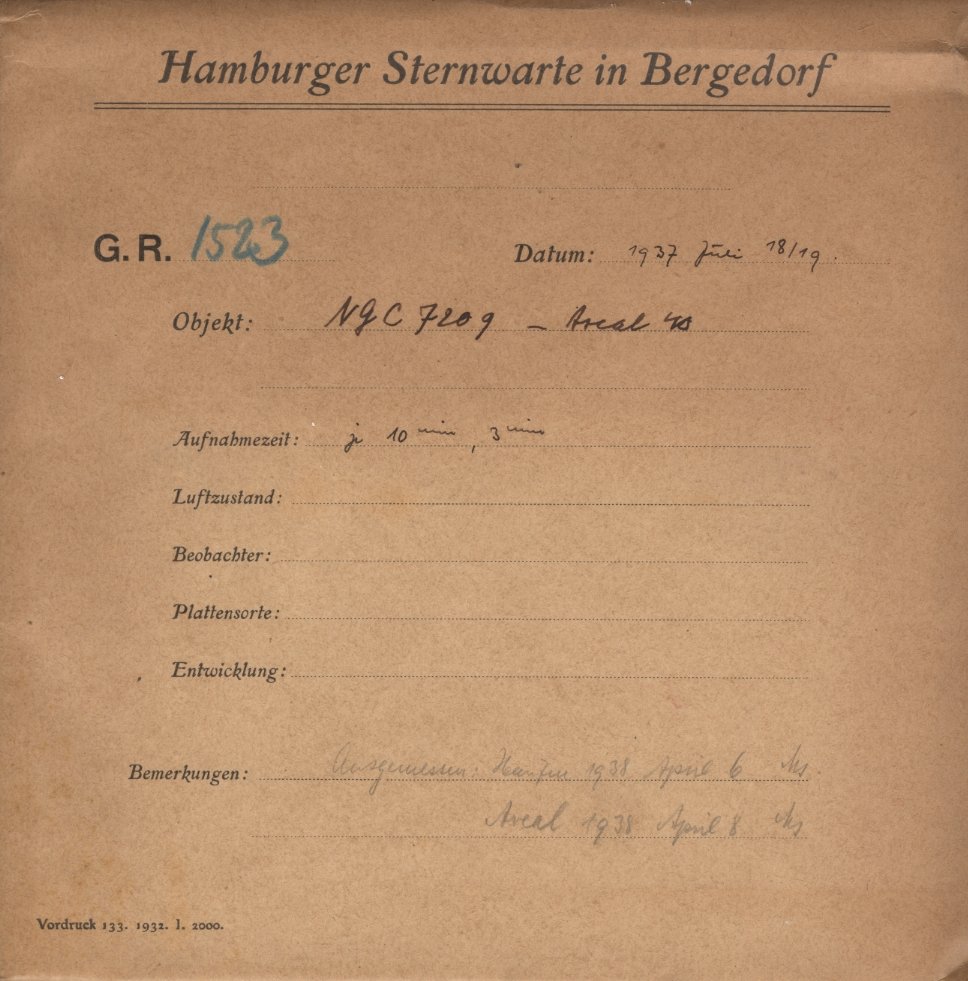 Hamburger Sternwarte in Bergedorf
G. R. 1523 Datum: 1937 Juli 18/19.
Objekt: NGC 7209 – Areal
Aufnahmezeit: je 10 min, 3 min
Luftzustand:
Beobachter:
Plattensorte:
Entwicklung:
Bemerkungen: Ausgemessen: Haufen 1938 April 6
Areal 1938 April 8
Vordruck 133. 1932. I. 2000.